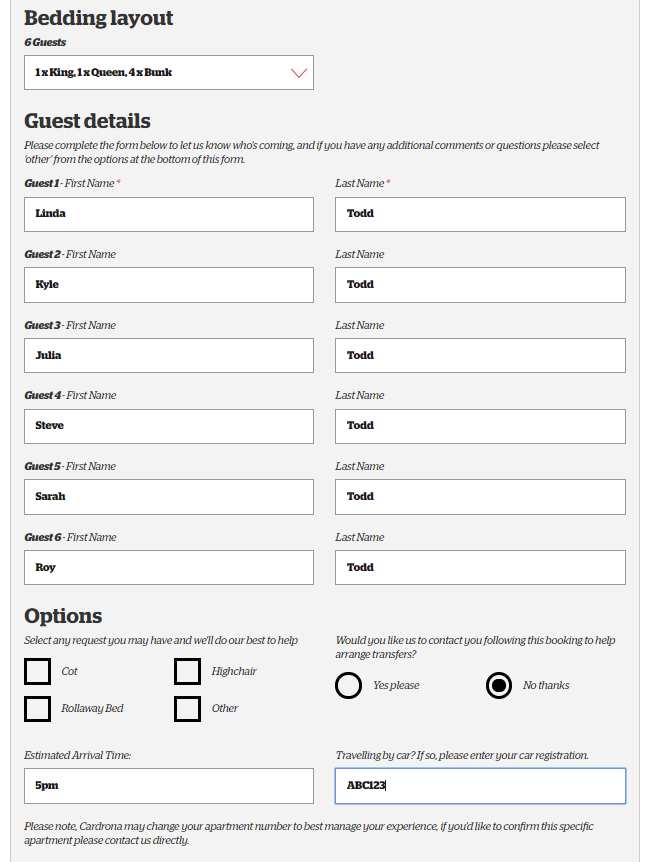 Bedding layout
6 Guests
1 x King, 1 x Queen, 4 x Bunk
Guest details
Please complete the form below to let us know who's coming, and if you have any additional comments or questions please select
'other' from the options at the bottom of this form.
Guest 1 - First Name * Last Name *
Linda Todd
Guest 2 - First Name Last Name
Kyle Todd
Guest 3 - First Name Last Name
Julia Todd
Guest 4 - First Name Last Name
Steve Todd
Guest 5 - First Name Last Name
Sarah Todd
Guest 6 - First Name Last Name
Roy Todd
Options
Select any request you may have and we'll do our best to help
Cot Highchair
Rollaway Bed Other
Would you like us to contact you following this booking to help
arrange transfers?
Yes please No thanks
Estimated Arrival Time: Travelling by car? If so, please enter your car registration.
5pm ABC123
Please note, Cardrona may change your apartment number to best manage your experience, if you'd like to confirm this specific
apartment please contact us directly.